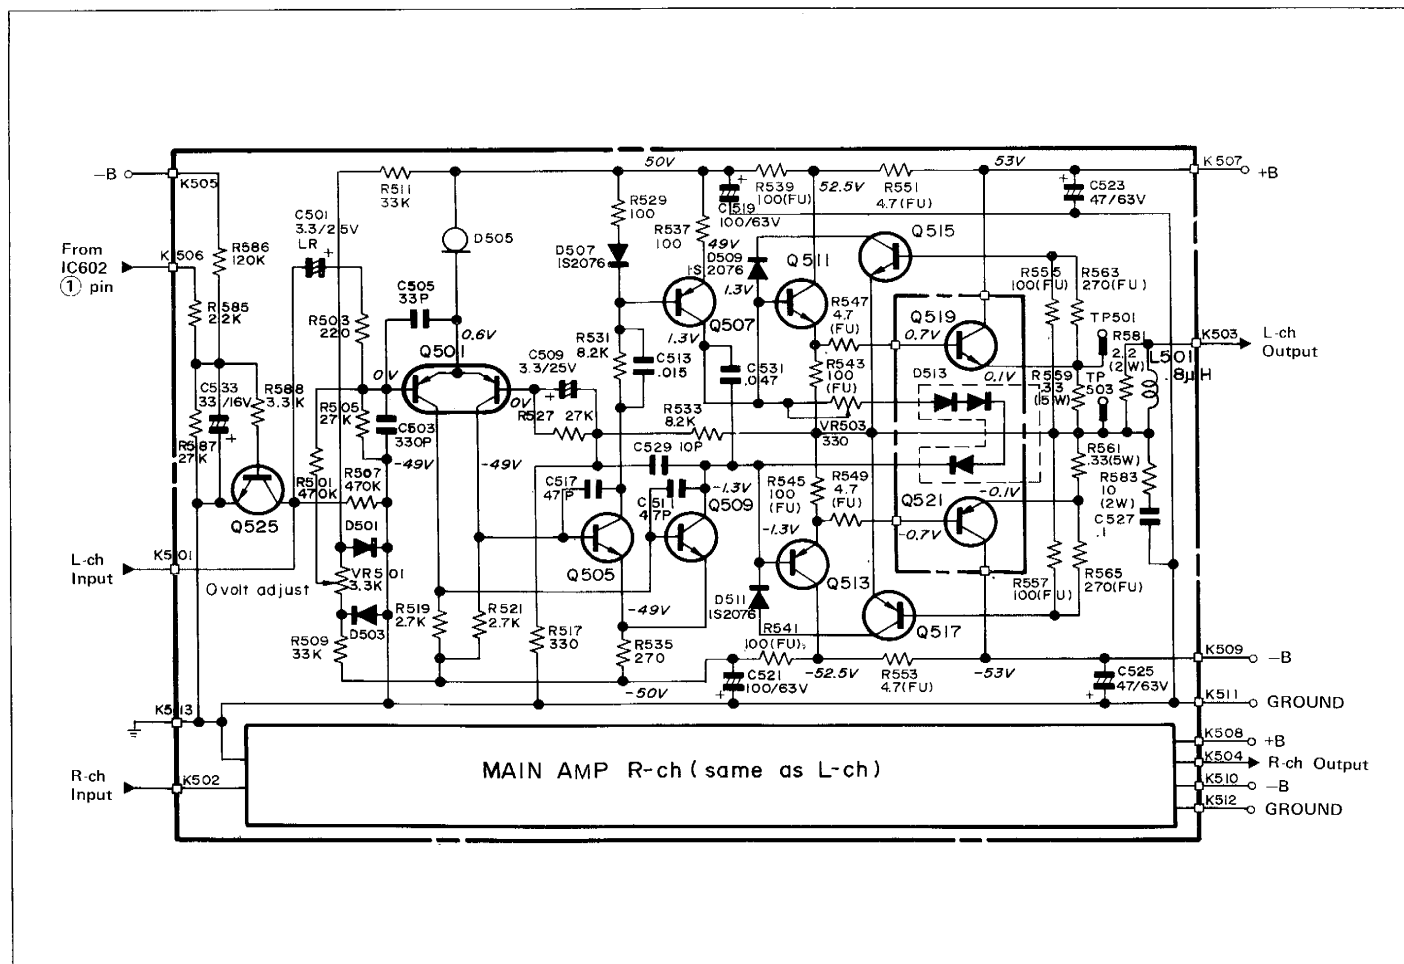 −B
K505
From
IC602
① pin
K506
R586
120K
R585
2.2K
C533
33/16V
+
R588
3.3K
R587
27K
Q525
L-ch
Input
K501
K513
R-ch
Input
K502
C501
3.3/25V
LR
+
R511
33K
R503
220
C505
33P
D505
0.6V
Q501
0V
0V
R505
27K
C503
330P
−49V
−49V
R501
470K
R507
470K
D501
VR501
3.3K
0 volt adjust
D503
R509
33K
R519
2.7K
R521
2.7K
R517
330
R527 27K
C509
3.3/25V
+
R529
100
D507
1S2076
R531
8.2K
C513
.015
R533
8.2K
C529 10P
C517
47P
C511
47P
Q505
Q509
−1.3V
−49V
R535
270
−50V
50V
R537
100
49V
Q507
1.3V
C531
.047
+
C519
100/63V
R539
100(FU)
52.5V
D509
1S2076
1.3V
Q511
R547
4.7
(FU)
R543
100
(FU)
VR503
330
R545
100
(FU)
R549
4.7
(FU)
−1.3V
Q513
D511
1S2076
R541
100(FU)
C521
100/63V
+
−52.5V
R551
4.7(FU)
53V
Q515
Q519
0.7V
0.1V
D513
Q521
−0.1V
−0.7V
Q517
R553
4.7(FU)
−53V
+
C523
47/63V
R555
100(FU)
R563
270(FU)
TP501
R581
2.2
(2W)
L501
.8μH
R559
.33
(5W)
TP
503
R561
.33(5W)
R583
10
(2W)
C527
.1
R557
100(FU)
R565
270(FU)
C525
47/63V
+
K507
+B
K503
L-ch
Output
K509
−B
K511
GROUND
K508
+B
K504
R-ch Output
K510
−B
K512
GROUND
MAIN AMP R-ch (same as L-ch)